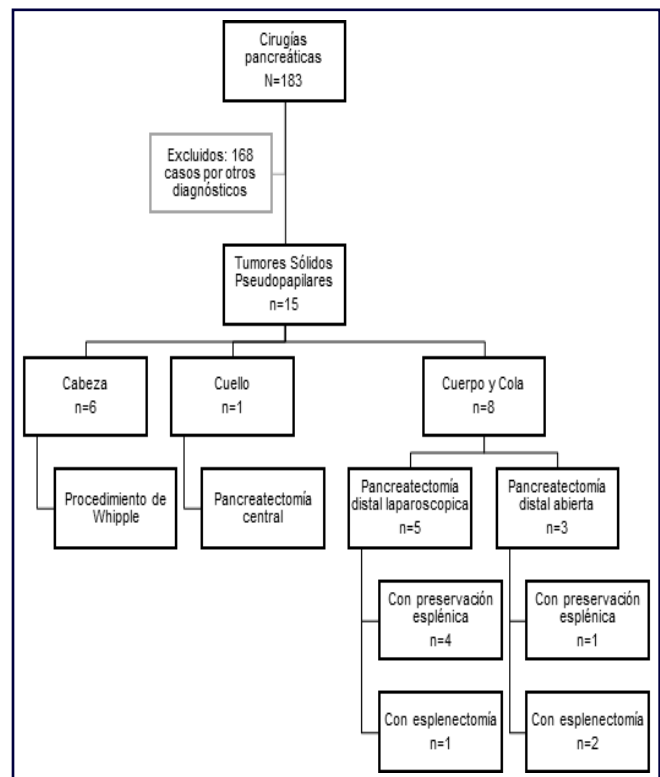 Cirugías
pancreáticas
N=183
Excluidos: 168
casos por otros
diagnósticos
Tumores Sólidos
Pseudopapilares
n=15
Cabeza
n=6
Cuello
n=1
Cuerpo y Cola
n=8
Procedimiento de
Whipple
Pancreatectomía
central
Pancreatectomía
distal laparoscopica
n=5
Pancreatectomía
distal abierta
n=3
Con preservación
esplénica
n=4
Con preservación
esplénica
n=1
Con esplenectomía
n=1
Con esplenectomía
n=2